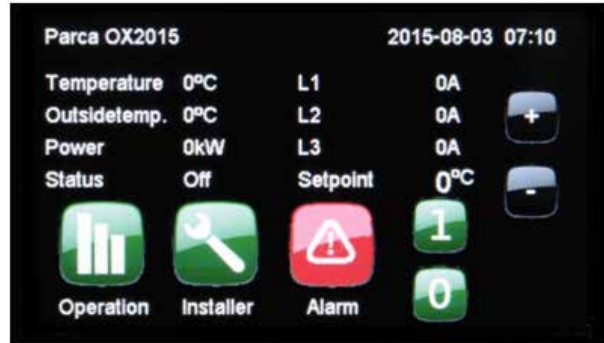 Parca OX2015 2015-08-03 07:10
Temperature 0ºC L1 0A
Outsidetemp. 0ºC L2 0A +
Power 0kW L3 0A
Status Off Setpoint 0ºC -
1
Operation Installer Alarm 0